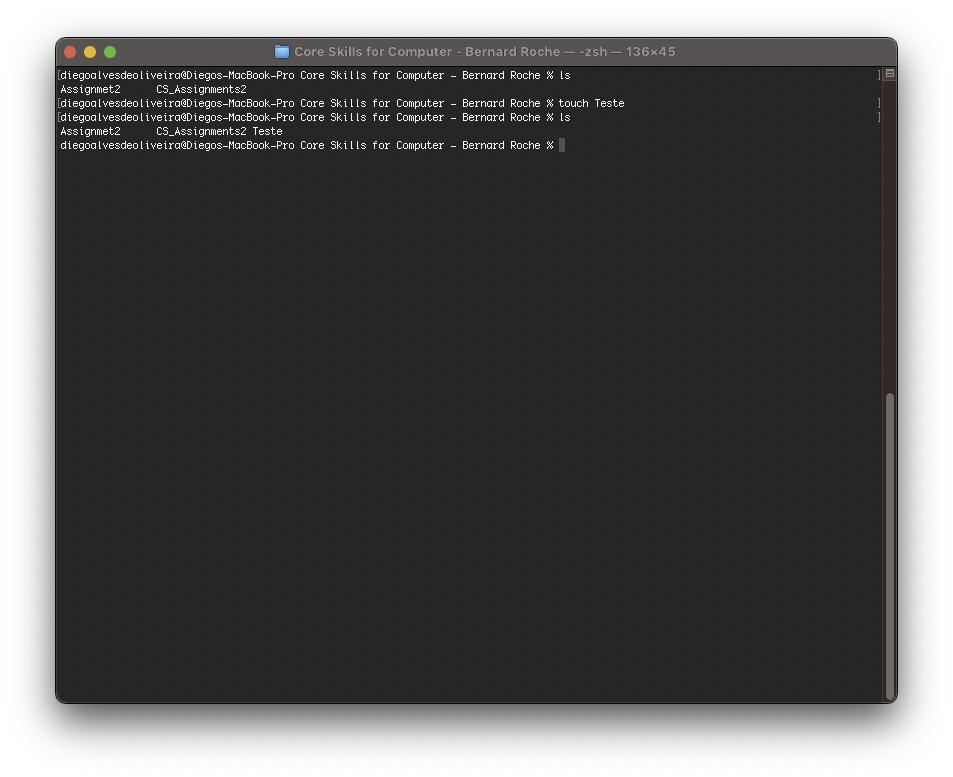 Core Skills for Computer - Bernard Roche — -zsh — 136×45
[diegoalvesdeoliveira@Diegos-MacBook-Pro Core Skills for Computer - Bernard Roche % ls ]
Assignmet2 CS_Assignments2
[diegoalvesdeoliveira@Diegos-MacBook-Pro Core Skills for Computer - Bernard Roche % touch Teste ]
[diegoalvesdeoliveira@Diegos-MacBook-Pro Core Skills for Computer - Bernard Roche % ls ]
Assignmet2 CS_Assignments2 Teste
diegoalvesdeoliveira@Diegos-MacBook-Pro Core Skills for Computer - Bernard Roche %